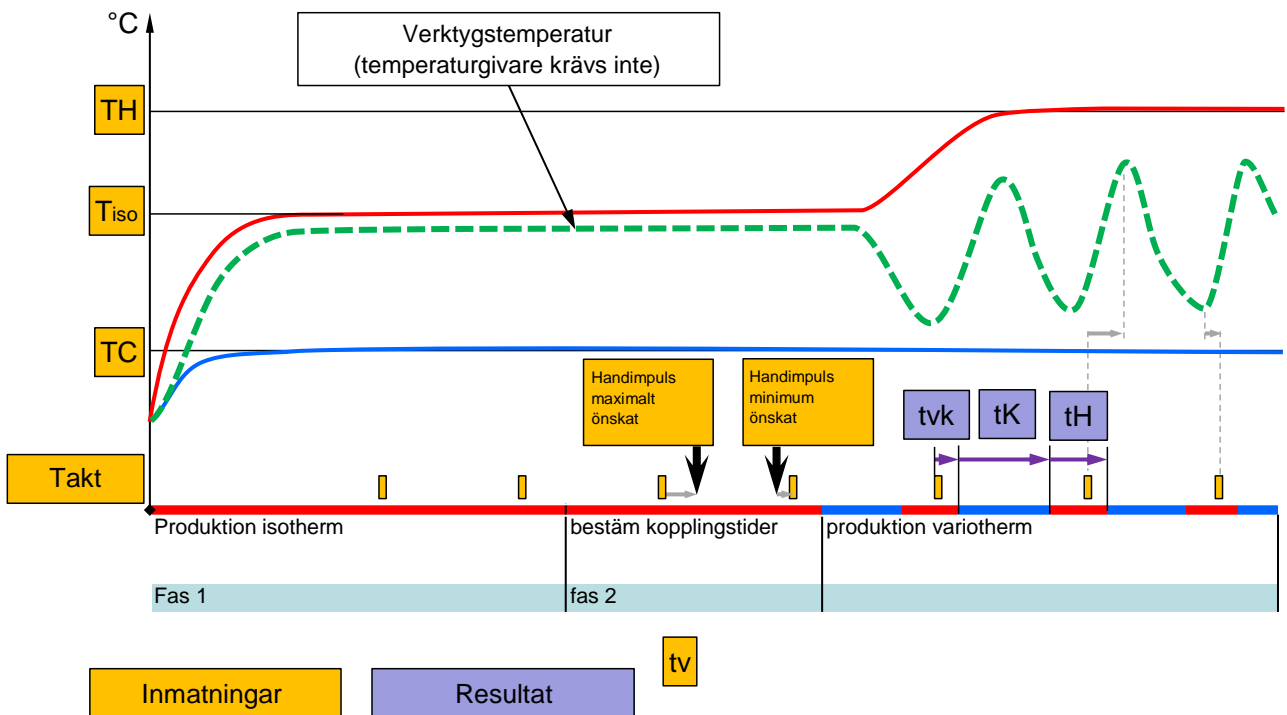 °C
Verktygstemperatur
(temperaturgivare krävs inte)
TH
Tiso
TC
Handimpuls
maximalt
önskat
Handimpuls
minimum
önskat
tvk
tK
tH
Takt
Produktion isotherm
bestäm kopplingstider
produktion variotherm
Fas 1
fas 2
tv
Inmatningar
Resultat